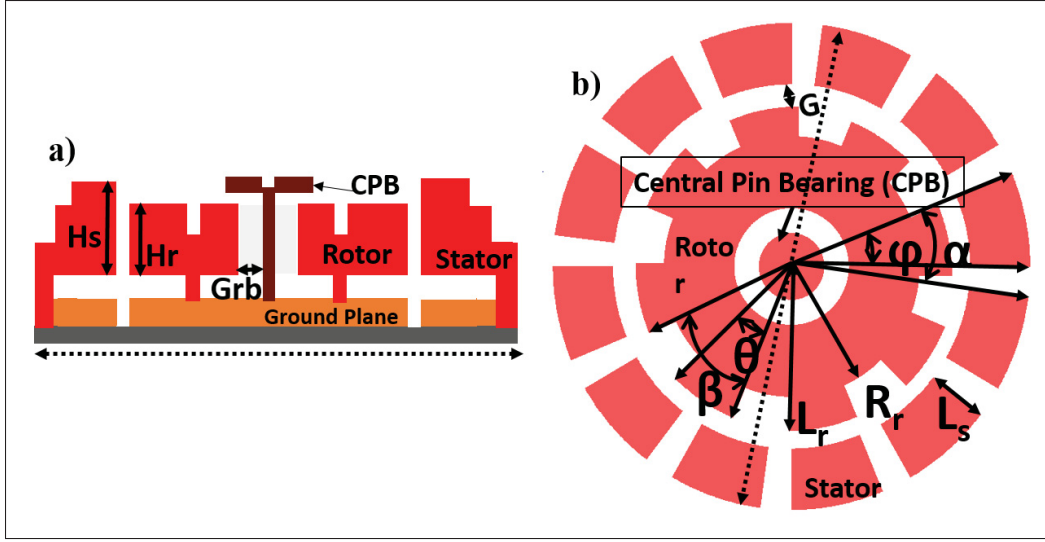 a)
Hs
Hr
Grb
CPB
Rotor
Stator
Ground Plane
b)
G
Central Pin Bearing (CPB)
Roto
r
φ
α
θ
β
Lr
Rr
Ls
Stator